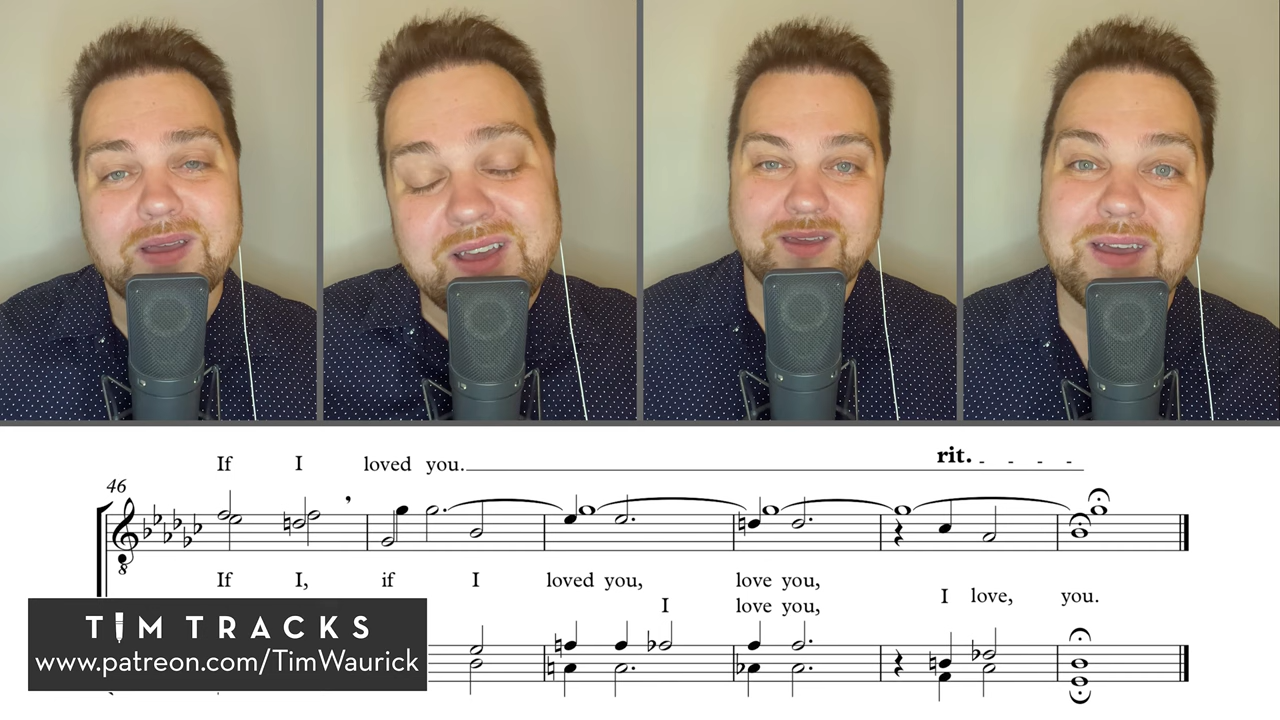 rit.
If I loved you.
46
8
If I, if I loved you, love you,
I love you, I love, you.
TIM TRACKS
www.patreon.com/TimWaurick